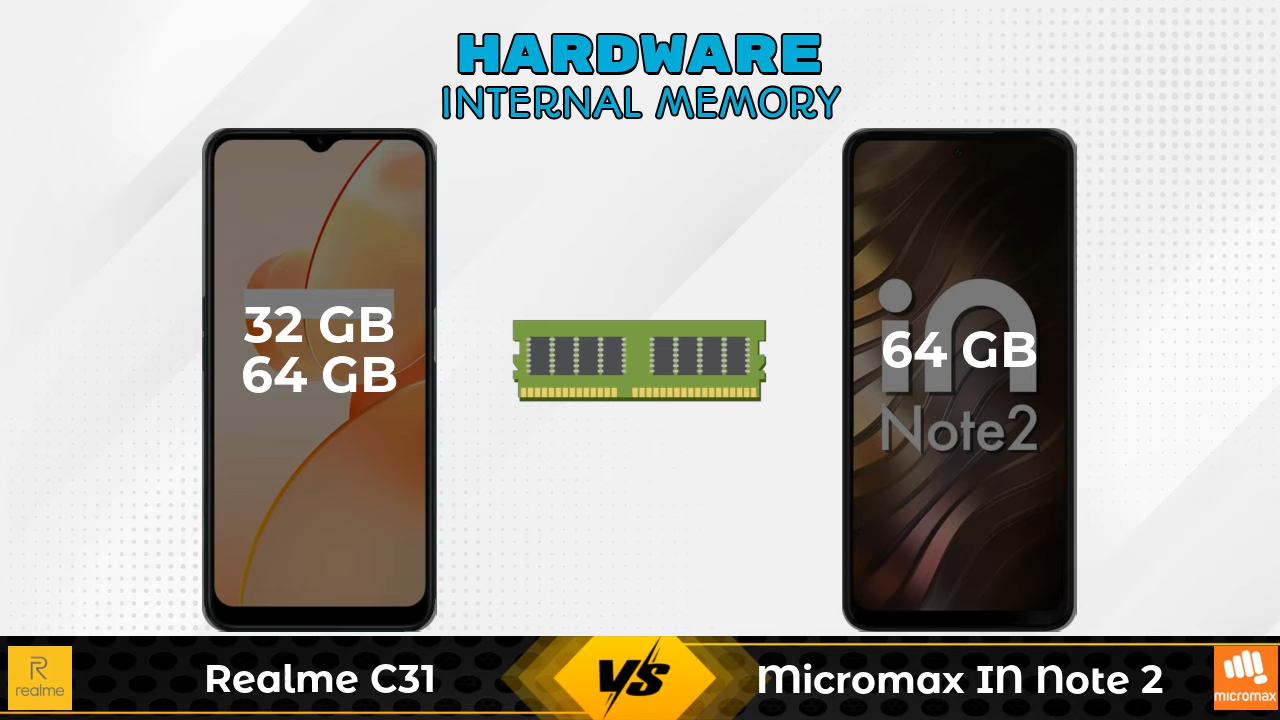 HARDWARE
INTERNAL MEMORY
32 GB
64 GB
64 GB
in
Note2
realme
Realme C31
VS
Micromax IN Note 2
micromax